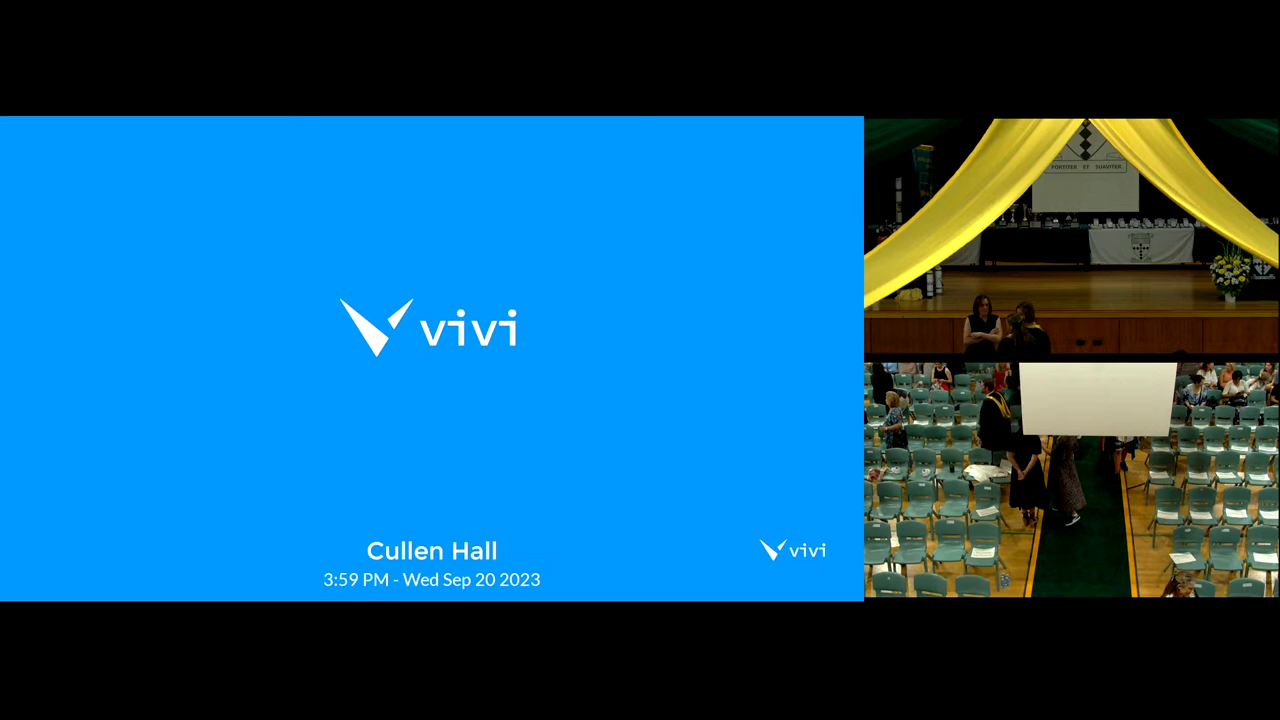 vivi
Cullen Hall
3:59 PM - Wed Sep 20 2023
vivi
FORTITER ET SUAVITER